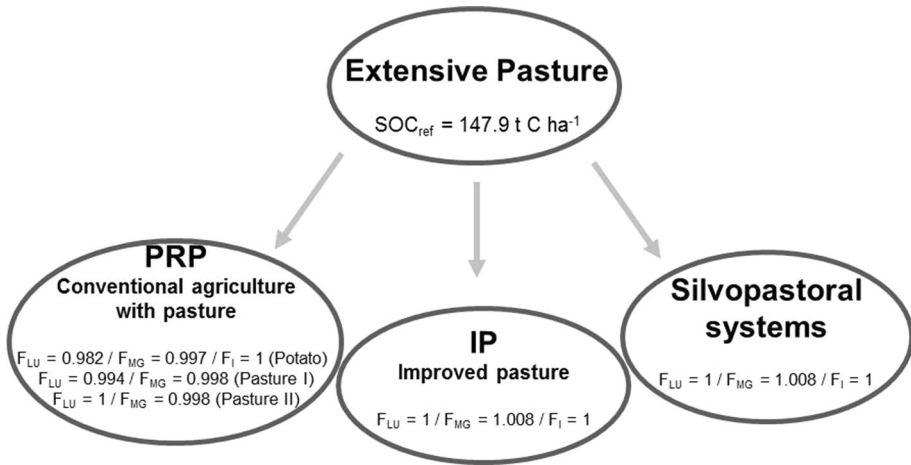 Extensive Pasture
SOCref = 147.9 t C ha-1
PRP
Conventional agriculture
with pasture
FLU = 0.982 / FMG = 0.997 / FI = 1 (Potato)
FLU = 0.994 / FMG = 0.998 (Pasture I)
FLU = 1 / FMG = 0.998 (Pasture II)
IP
Improved pasture
FLU = 1 / FMG = 1.008 / FI = 1
Silvopastoral
systems
FLU = 1 / FMG = 1.008 / FI = 1